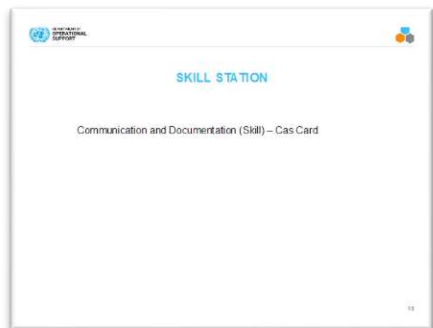 DEPARTMENT OF
OPERATIONAL
SUPPORT
SKILL STATION
Communication and Documentation (Skill) – Cas Card